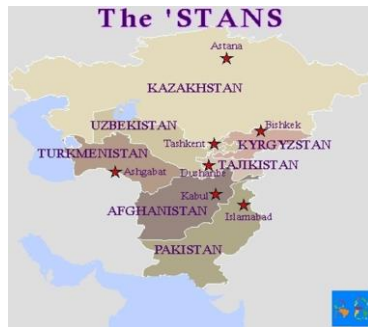 The 'STANS
Astana
KAZAKHSTAN
UZBEKISTAN
Bishkek
Tashkent
KYRGYZSTAN
TURKMENISTAN
TAJIKISTAN
Dushanbe
Ashgabat
Kabul
AFGHANISTAN
Islamabad
PAKISTAN